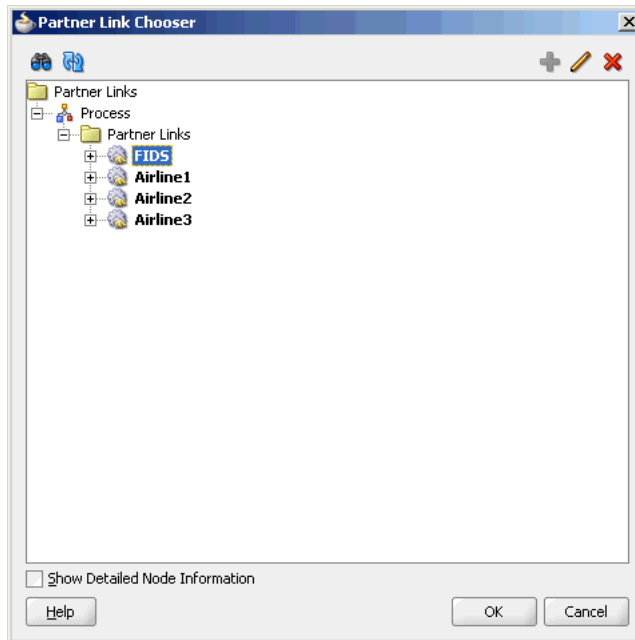 Partner Link Chooser
Partner Links
Process
Partner Links
FIDS
Airline1
Airline2
Airline3
Show Detailed Node Information
Help
OK
Cancel